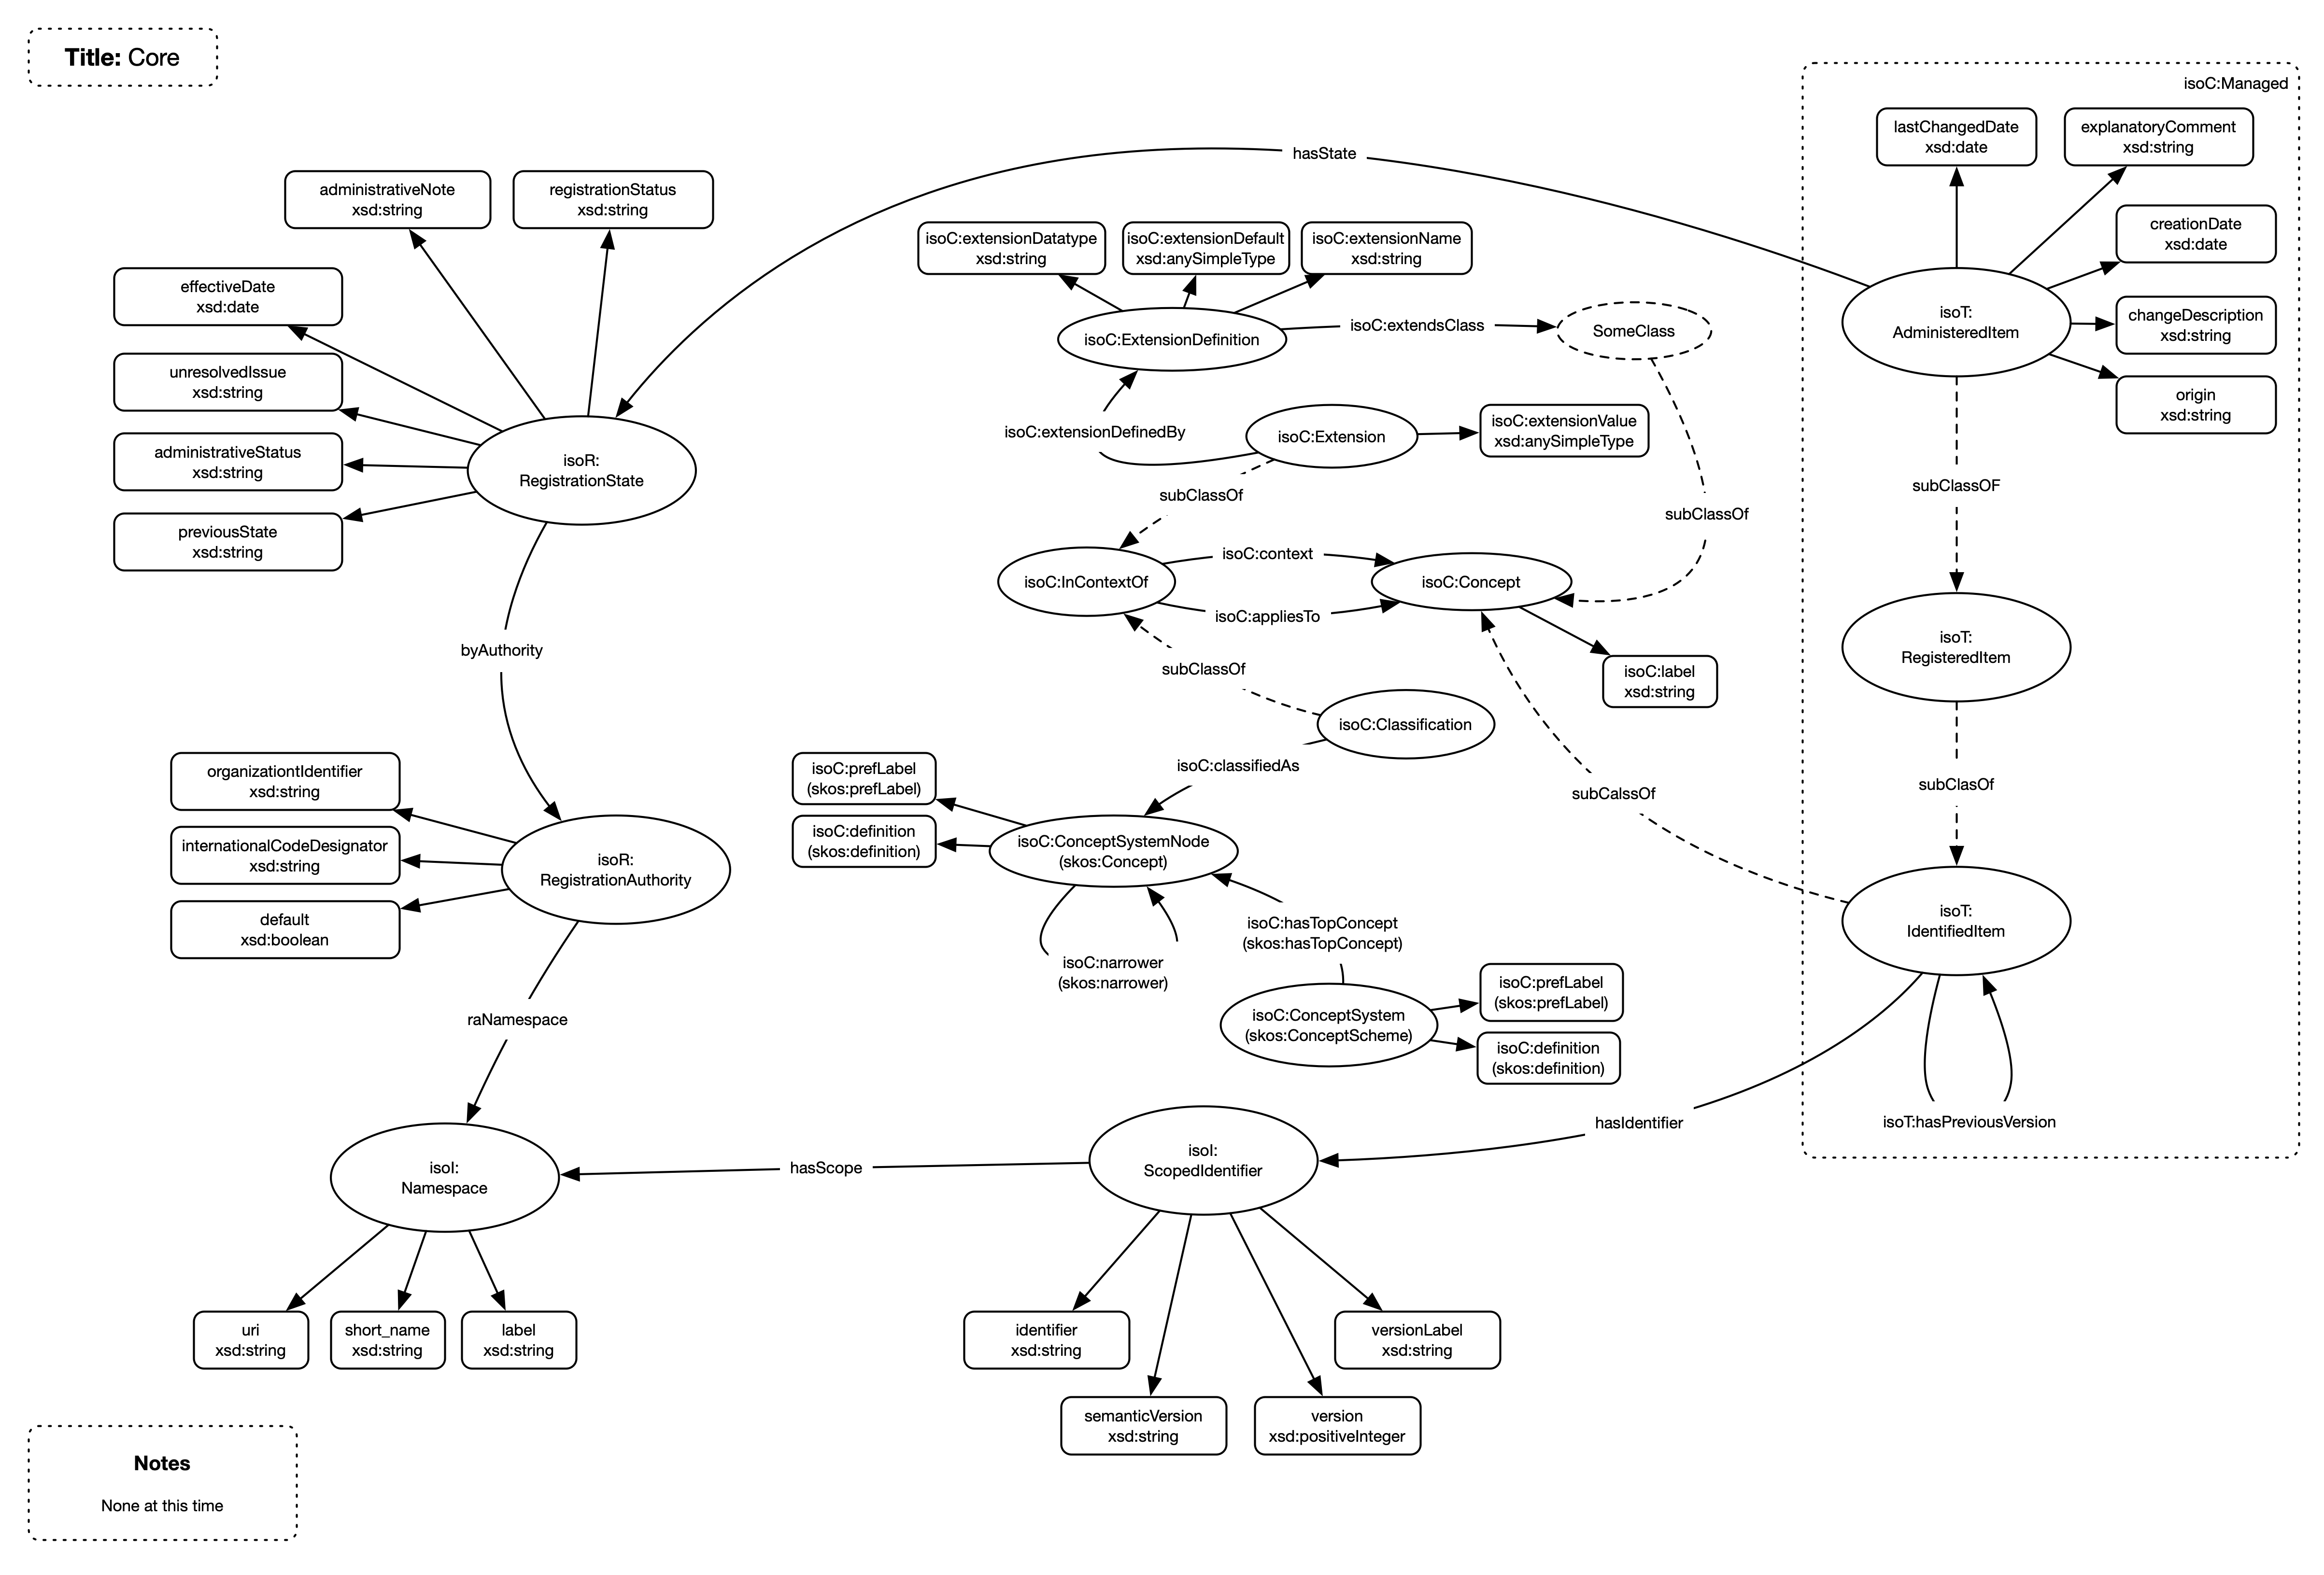 Title: Core
isoC:Managed
lastChangedDate
xsd:date
explanatoryComment
xsd:string
hasState
administrativeNote
xsd:string
registrationStatus
xsd:string
creationDate
xsd:date
isoC:extensionDatatype
xsd:string
isoC:extensionDefault
xsd:anySimpleType
isoC:extensionName
xsd:string
effectiveDate
xsd:date
isoT:
AdministeredItem
changeDescription
xsd:string
isoC:ExtensionDefinition
isoC:extendsClass
SomeClass
unresolvedIssue
xsd:string
origin
xsd:string
isoC:extensionDefinedBy
isoC:Extension
isoC:extensionValue
xsd:anySimpleType
administrativeStatus
xsd:string
isoR:
RegistrationState
subClassOf
subClassOF
subClassOf
previousState
xsd:string
isoC:context
isoC:InContextOf
isoC:Concept
isoC:appliesTo
byAuthority
isoT:
RegisteredItem
subClassOf
isoC:label
xsd:string
isoC:Classification
organizationtIdentifier
xsd:string
isoC:prefLabel
(skos:prefLabel)
isoC:classifiedAs
subCalssOf
subClasOf
isoC:definition
(skos:definition)
internationalCodeDesignator
xsd:string
isoC:ConceptSystemNode
(skos:Concept)
isoR:
RegistrationAuthority
default
xsd:boolean
isoT:
IdentifiedItem
isoC:hasTopConcept
(skos:hasTopConcept)
isoC:narrower
(skos:narrower)
isoC:prefLabel
(skos:prefLabel)
raNamespace
isoC:ConceptSystem
(skos:ConceptScheme)
isoC:definition
(skos:definition)
hasIdentifier
isoT:hasPreviousVersion
isoI:
Namespace
hasScope
isoI:
ScopedIdentifier
uri
xsd:string
short_name
xsd:string
label
xsd:string
identifier
xsd:string
versionLabel
xsd:string
semanticVersion
xsd:string
version
xsd:positiveInteger
Notes
None at this time